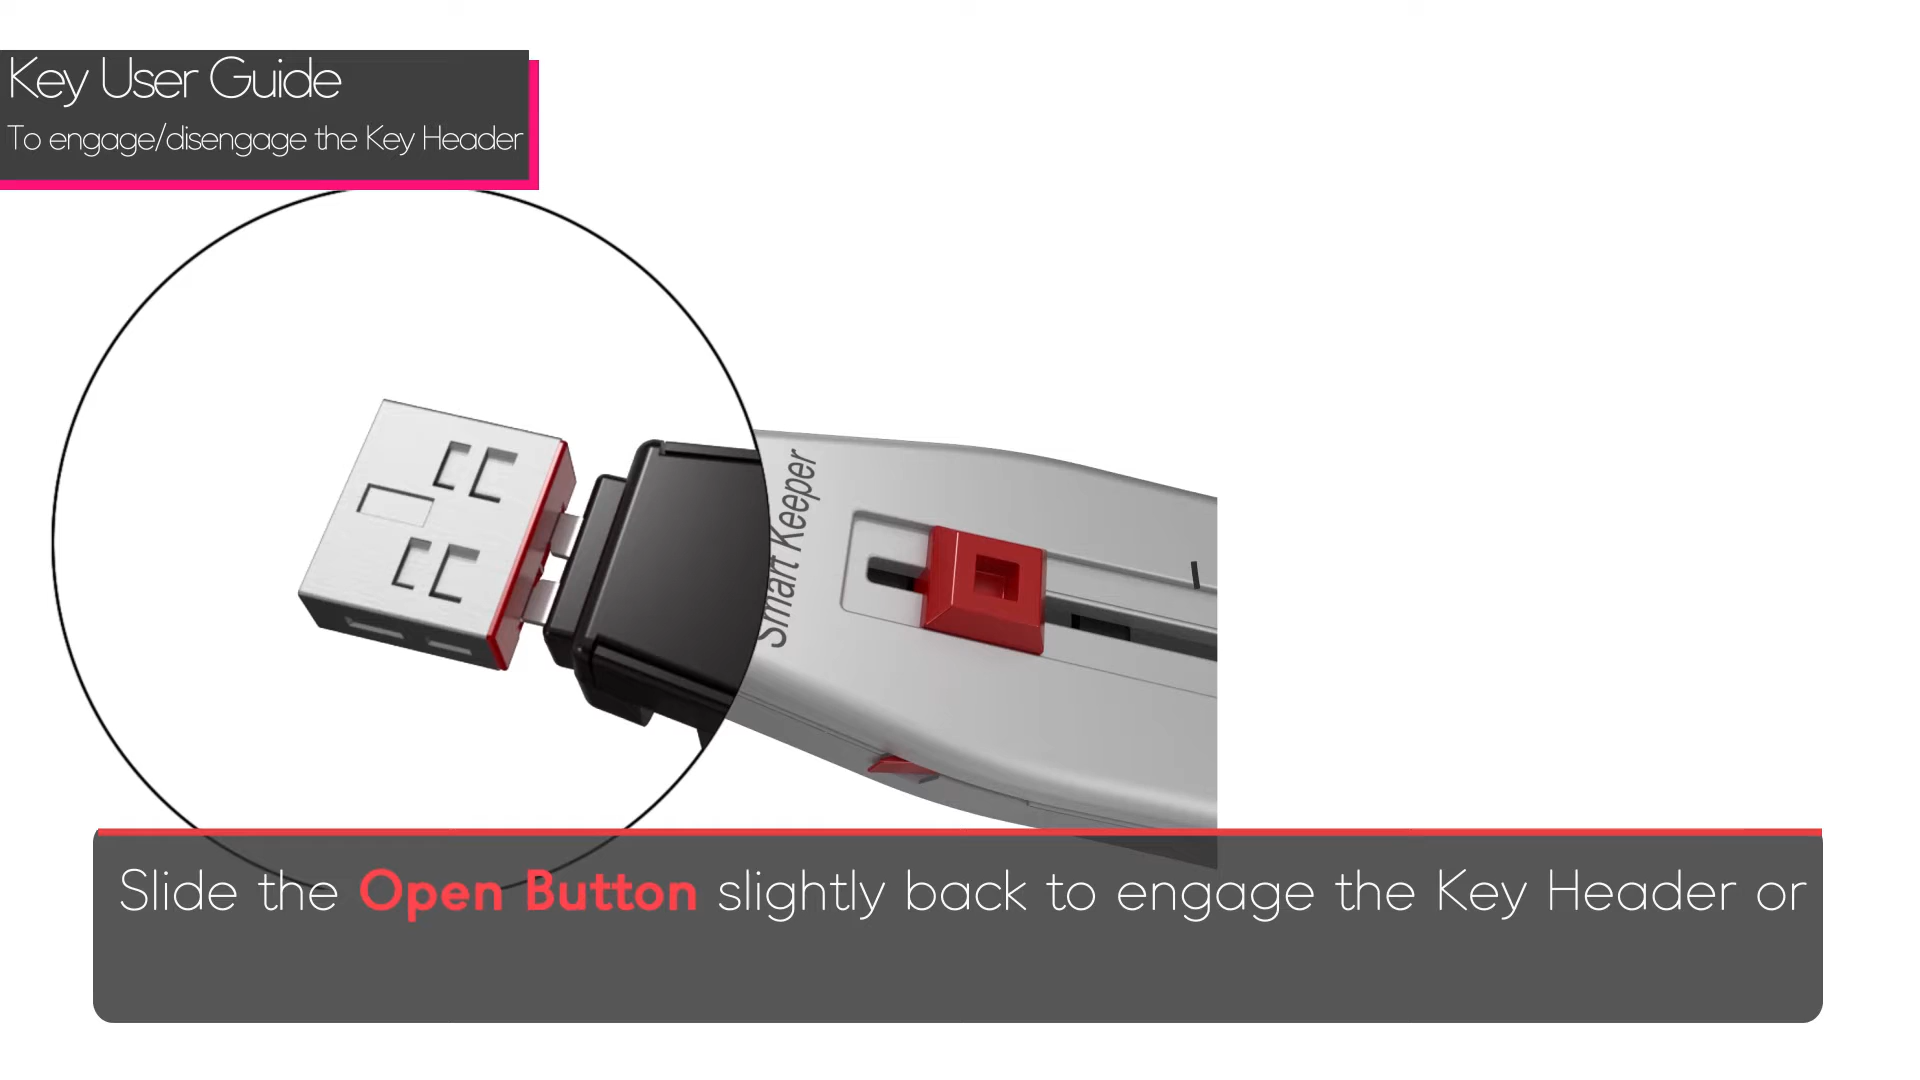 Key User Guide
To engage/disengage the Key Header
Smart Keeper
Slide the Open Button slightly back to engage the Key Header or